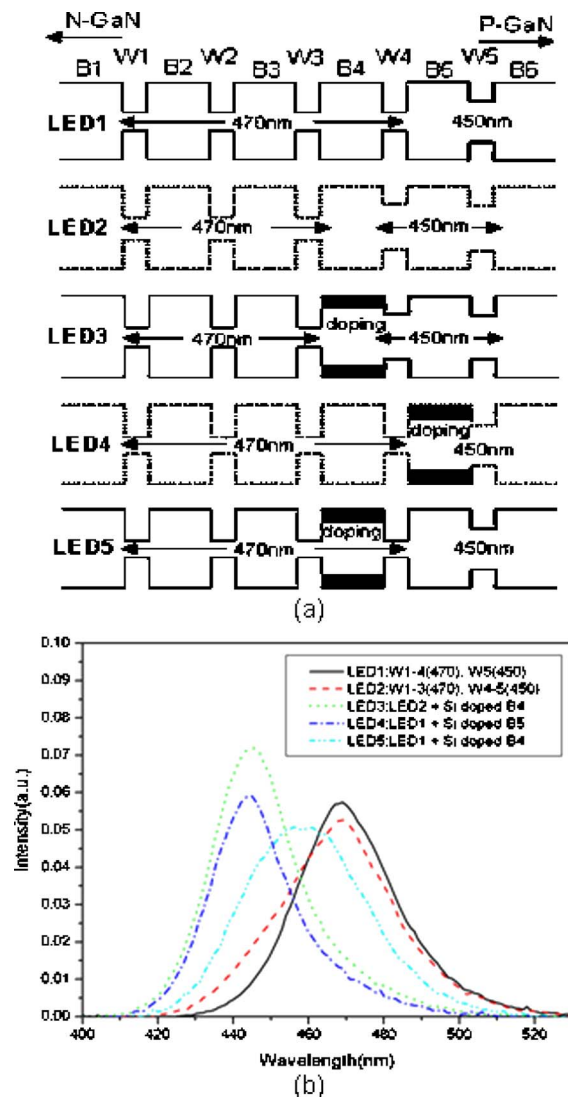 N-GaN P-GaN
B1 W1 B2 W2 B3 W3 B4 W4 B5 W5 B6
LED1 470nm 450nm
LED2 470nm 450nm
doping
LED3 470nm 450nm
doping
LED4 470nm 450nm
doping
LED5 470nm 450nm
(a)
0.10
0.09
0.08
0.07
0.06
0.05
0.04
0.03
0.02
0.01
0.00
Intensity(a.u.)
LED1:W1-4(470), W5(450)
LED2:W1-3(470), W4-5(450)
LED3:LED2 + Si doped B4
LED4:LED1 + Si doped B5
LED5:LED1 + Si doped B4
400 420 440 460 480 500 520
Wavelength(nm)
(b)